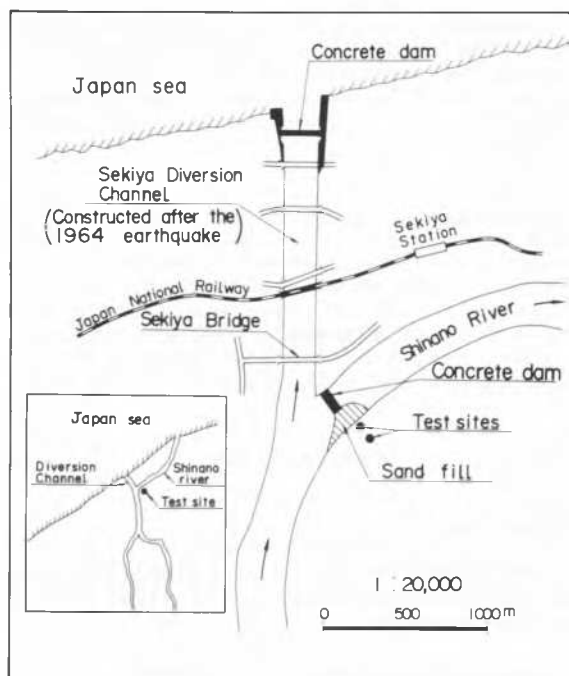 Concrete dam
Japan sea
Sekiya Diversion
Channel
(Constructed after the
1964 earthquake)
Sekiya
Station
Japan National Railway
Sekiya Bridge
Shinano River
Concrete dam
Test sites
Sand fill
Japan sea
Diversion
Channel
Shinano
river
Test site
1 : 20,000
0 500 1000m